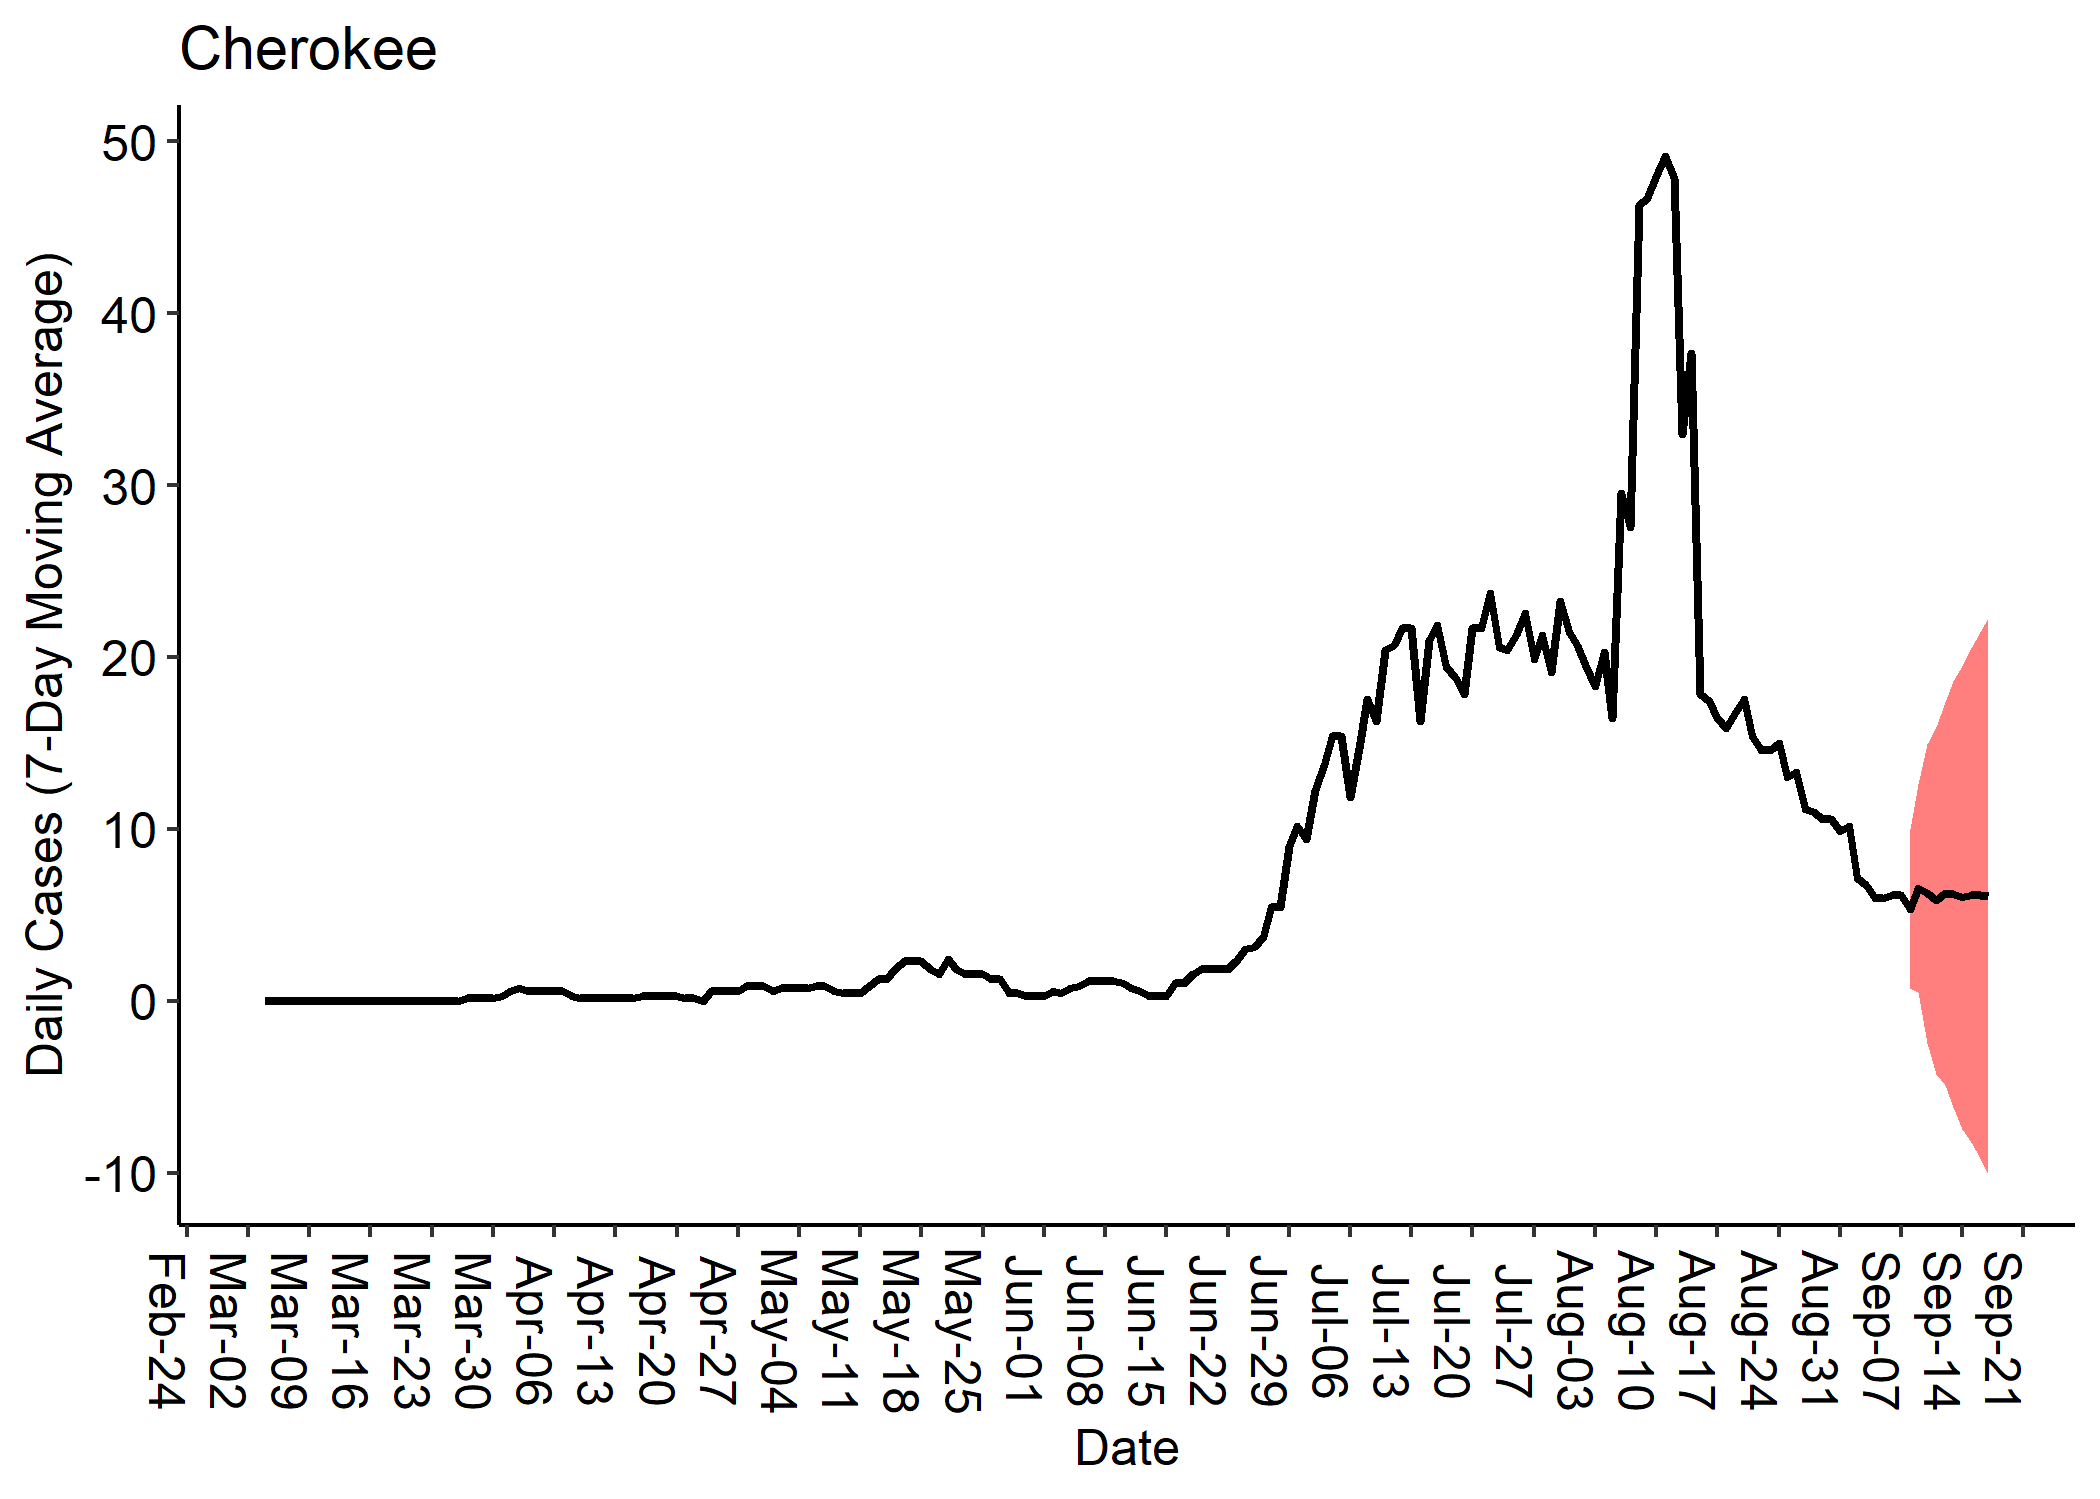 Cherokee
Daily Cases (7-Day Moving Average)
50
40
30
20
10
0
-10
Feb-24
Mar-02
Mar-09
Mar-16
Mar-23
Mar-30
Apr-06
Apr-13
Apr-20
Apr-27
May-04
May-11
May-18
May-25
Jun-01
Jun-08
Jun-15
Jun-22
Jun-29
Jul-06
Jul-13
Jul-20
Jul-27
Aug-03
Aug-10
Aug-17
Aug-24
Aug-31
Sep-07
Sep-14
Sep-21
Date